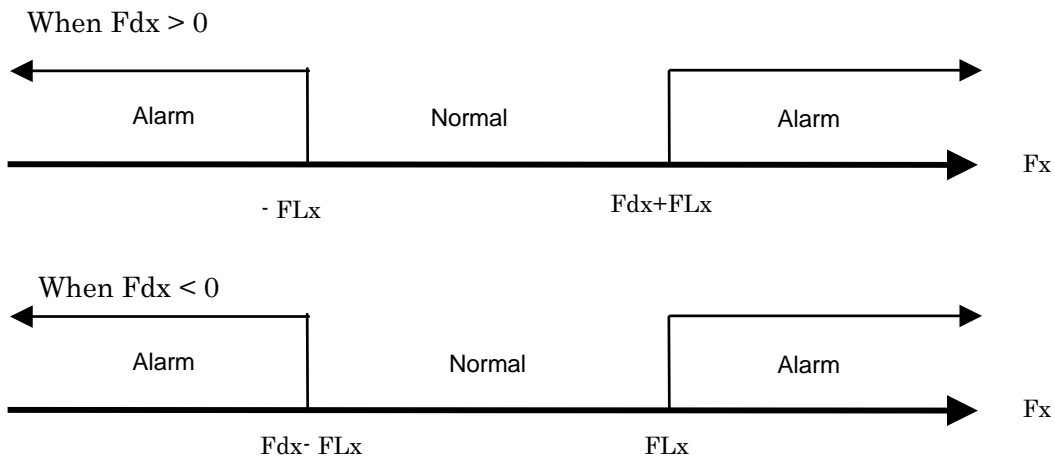 When Fdx > 0
Alarm Normal Alarm
Fx
- FLx Fdx+FLx
When Fdx < 0
Alarm Normal Alarm
Fx
Fdx- FLx FLx